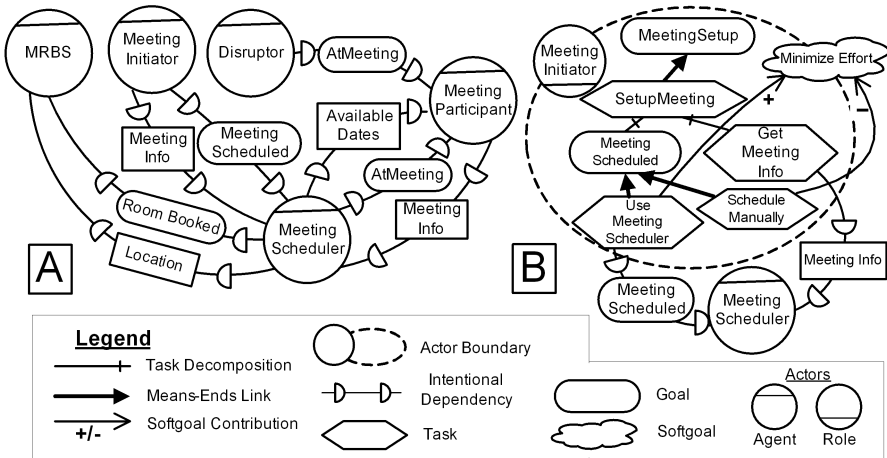 MRBS
Meeting
Initiator
Disruptor
AtMeeting
Meeting
Participant
Available
Dates
Meeting
Info
Meeting
Scheduled
AtMeeting
Meeting
Info
Room Booked
Location
Meeting
Scheduler
A
MeetingSetup
Meeting
Initiator
Minimize Effort
SetupMeeting
+
-
Meeting
Scheduled
Get
Meeting
Info
Use
Meeting
Scheduler
Schedule
Manually
B
Meeting
Scheduled
Meeting
Scheduler
Meeting Info
Legend
Task Decomposition
Means-Ends Link
Softgoal Contribution
+/-
Actor Boundary
Intentional
Dependency
Task
Goal
Softgoal
Actors
Agent
Role